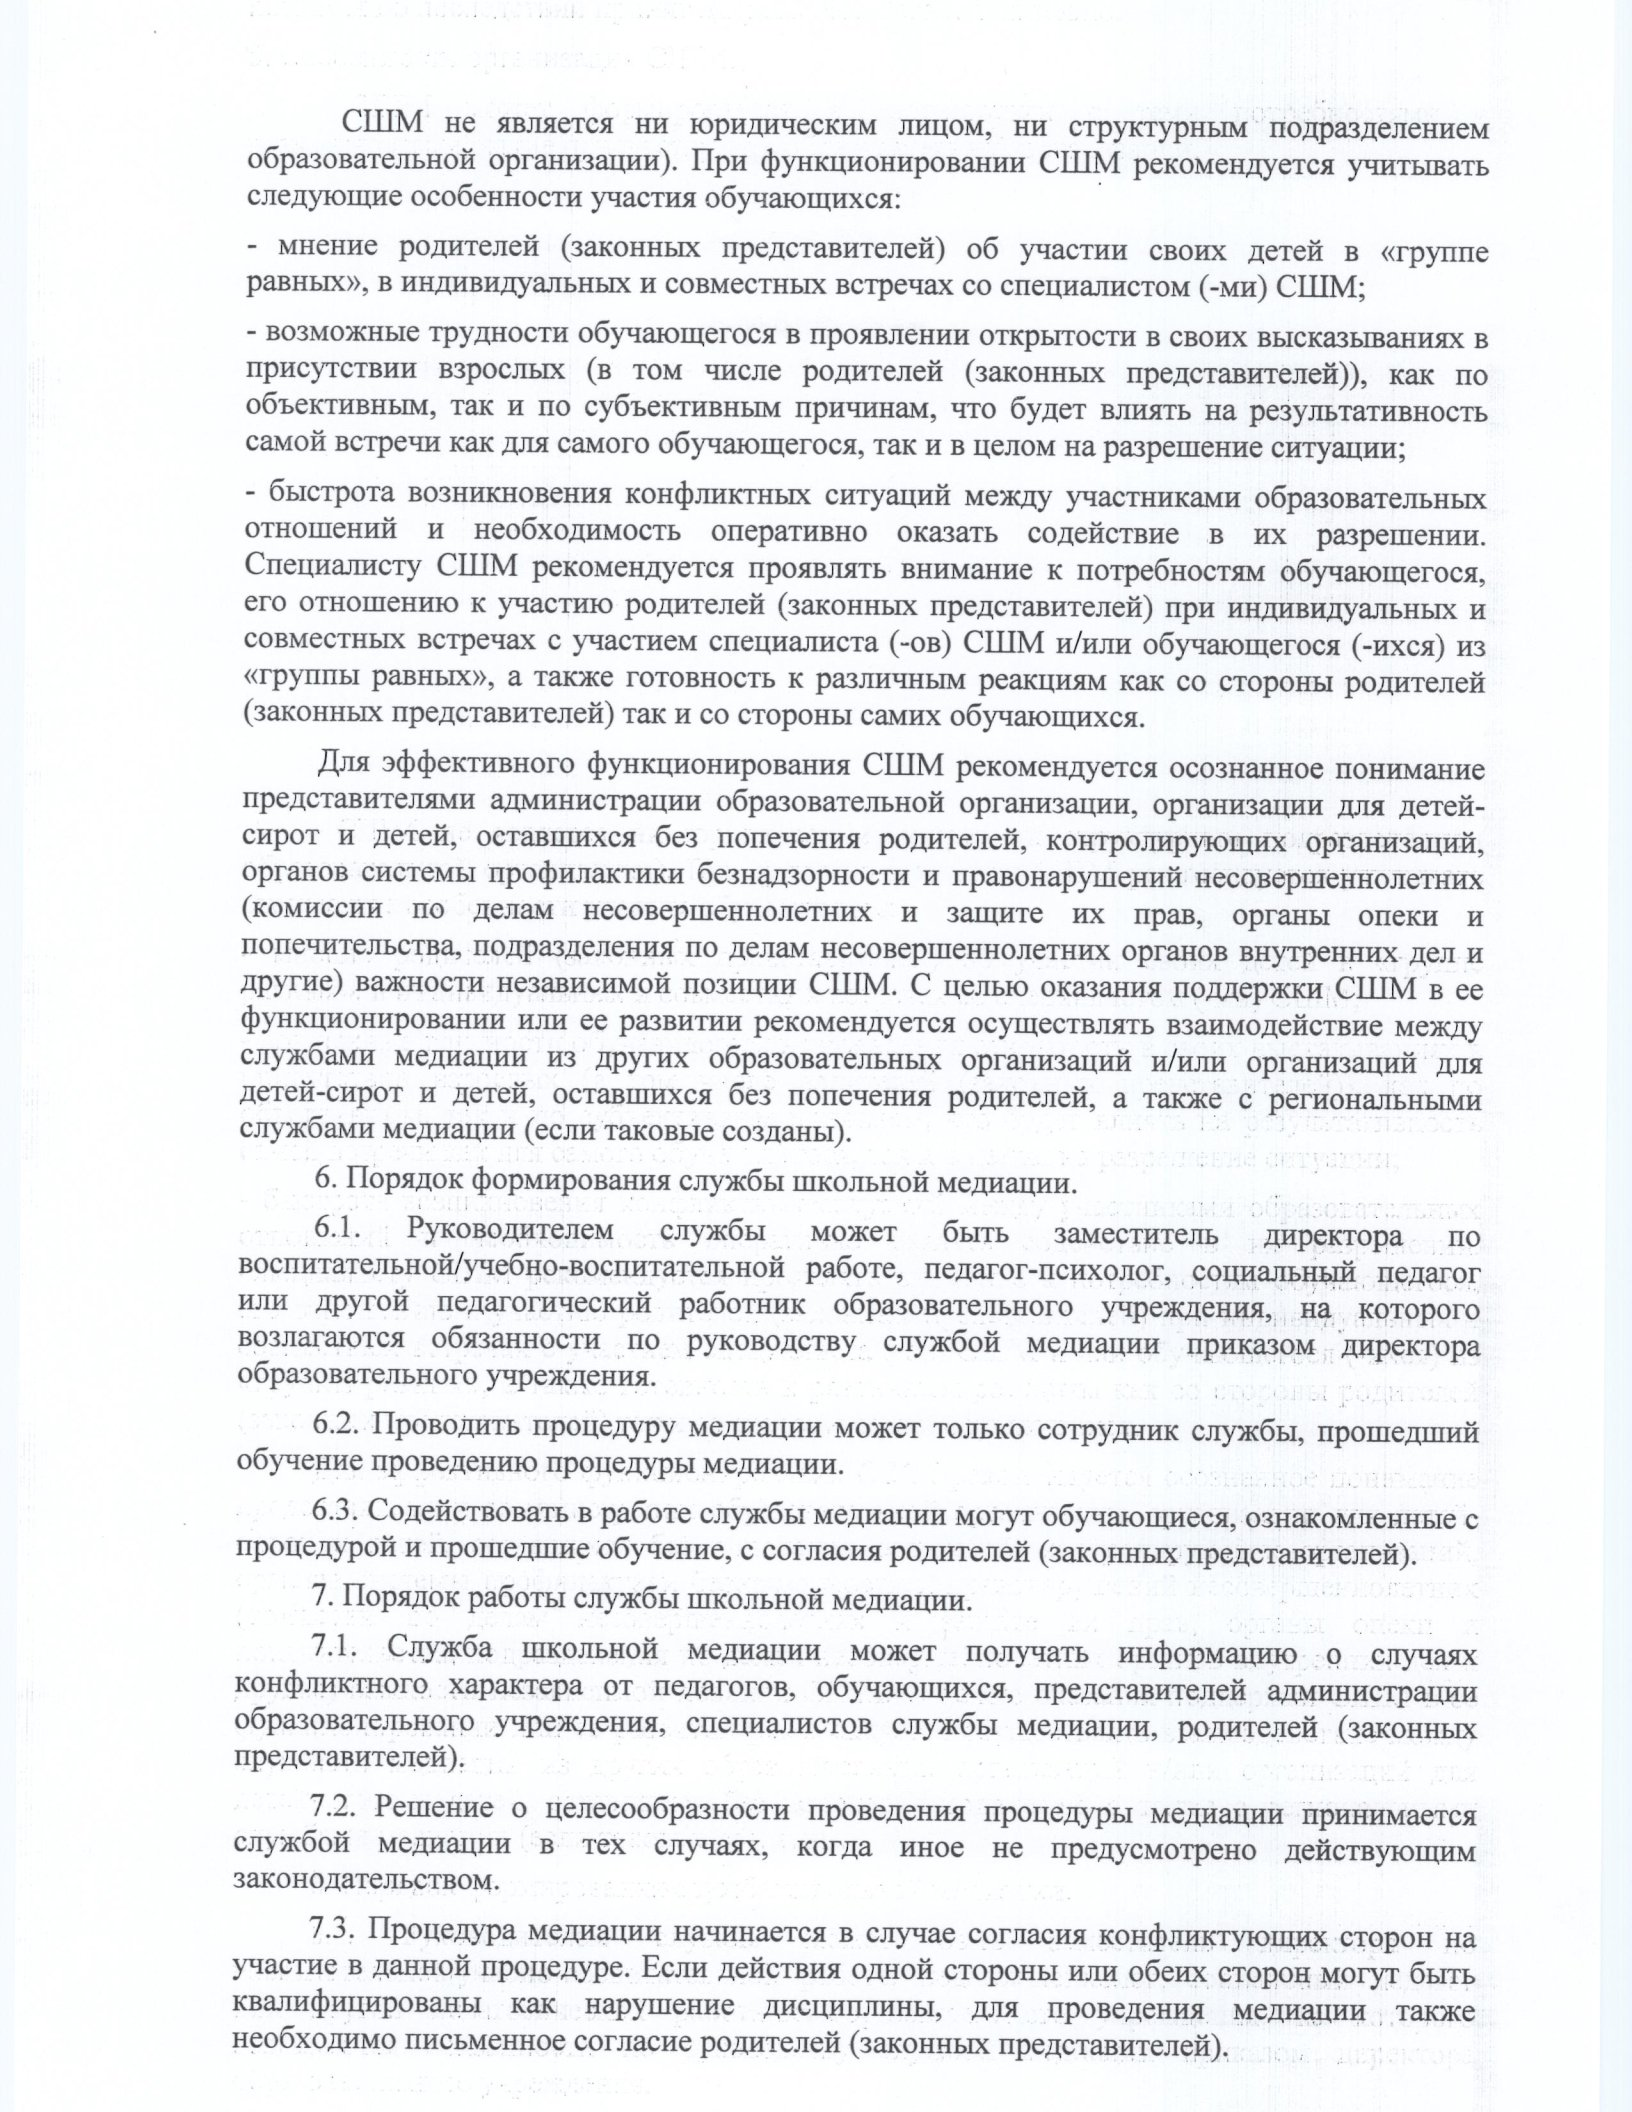 СШМ не является ни юридическим лицом, ни структурным подразделением
образовательной организации). При функционировании СШМ рекомендуется учитывать
следующие особенности участия обучающихся:
- мнение родителей (законных представителей) об участии своих детей в «группе
равных», в индивидуальных и совместных встречах со специалистом (-ми) СШМ;
- возможные трудности обучающегося в проявлении открытости в своих высказываниях в
присутствии взрослых (в том числе родителей (законных представителей)), как по
объективным, так и по субъективным причинам, что будет влиять на результативность
самой встречи как для самого обучающегося, так и в целом на разрешение ситуации;
- быстрота возникновения конфликтных ситуаций между участниками образовательных
отношений и необходимость оперативно оказать содействие в их разрешении.
Специалисту СШМ рекомендуется проявлять внимание к потребностям обучающегося,
его отношению к участию родителей (законных представителей) при индивидуальных и
совместных встречах с участием специалиста (-ов) СШМ и/или обучающегося (-ихся) из
«группы равных», а также готовность к различным реакциям как со стороны родителей
(законных представителей) так и со стороны самих обучающихся.
Для эффективного функционирования СШМ рекомендуется осознанное понимание
представителями администрации образовательной организации, организации для детей-
сирот и детей, оставшихся без попечения родителей, контролирующих организаций,
органов системы профилактики безнадзорности и правонарушений несовершеннолетних
(комиссии по делам несовершеннолетних и защите их прав, органы опеки и
попечительства, подразделения по делам несовершеннолетних органов внутренних дел и
другие) важности независимой позиции СШМ. С целью оказания поддержки СШМ в ее
функционировании или ее развитии рекомендуется осуществлять взаимодействие между
службами медиации из других образовательных организаций и/или организаций для
детей-сирот и детей, оставшихся без попечения родителей, а также с региональными
службами медиации (если таковые созданы).
6. Порядок формирования службы школьной медиации.
6.1. Руководителем службы может быть заместитель директора по
воспитательной/учебно-воспитательной работе, педагог-психолог, социальный педагог
или другой педагогический работник образовательного учреждения, на которого
возлагаются обязанности по руководству службой медиации приказом директора
образовательного учреждения.
6.2. Проводить процедуру медиации может только сотрудник службы, прошедший
обучение проведению процедуры медиации.
6.3. Содействовать в работе службы медиации могут обучающиеся, ознакомленные с
процедурой и прошедшие обучение, с согласия родителей (законных представителей).
7. Порядок работы службы школьной медиации.
7.1. Служба школьной медиации может получать информацию о случаях
конфликтного характера от педагогов, обучающихся, представителей администрации
образовательного учреждения, специалистов службы медиации, родителей (законных
представителей).
7.2. Решение о целесообразности проведения процедуры медиации принимается
службой медиации в тех случаях, когда иное не предусмотрено действующим
законодательством.
7.3. Процедура медиации начинается в случае согласия конфликтующих сторон на
участие в данной процедуре. Если действия одной стороны или обеих сторон могут быть
квалифицированы как нарушение дисциплины, для проведения медиации также
необходимо письменное согласие родителей (законных представителей).